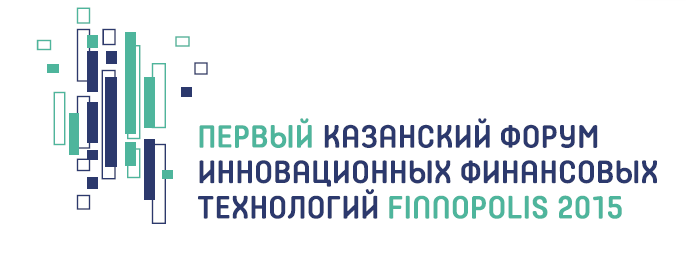 ПЕРВЫЙ КАЗАНСКИЙ ФОРУМ
ИННОВАЦИОННЫХ ФИНАНСОВЫХ
ТЕХНОЛОГИЙ FINNOPOLIS 2015